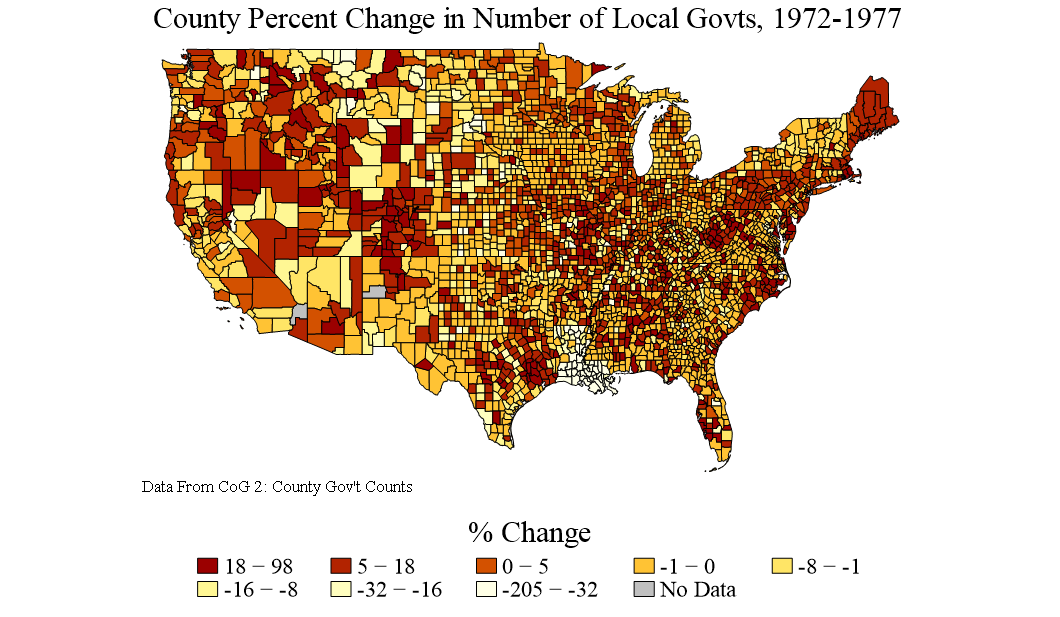 County Percent Change in Number of Local Govts, 1972-1977
Data From CoG 2: County Gov't Counts
% Change
18 − 98 5 − 18 0 − 5 -1 − 0 -8 − -1
-16 − -8 -32 − -16 -205 − -32 No Data